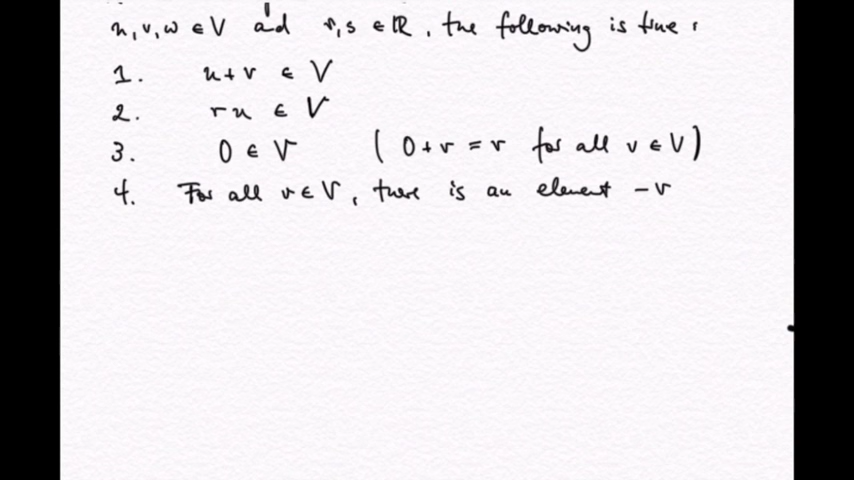 u, v, w ∈ V and r, s ∈ ℝ, the following is true :
1. u + v ∈ V
2. r u ∈ V
3. 0 ∈ V ( 0 + v = v for all v ∈ V )
4. For all v ∈ V, there is an element -v